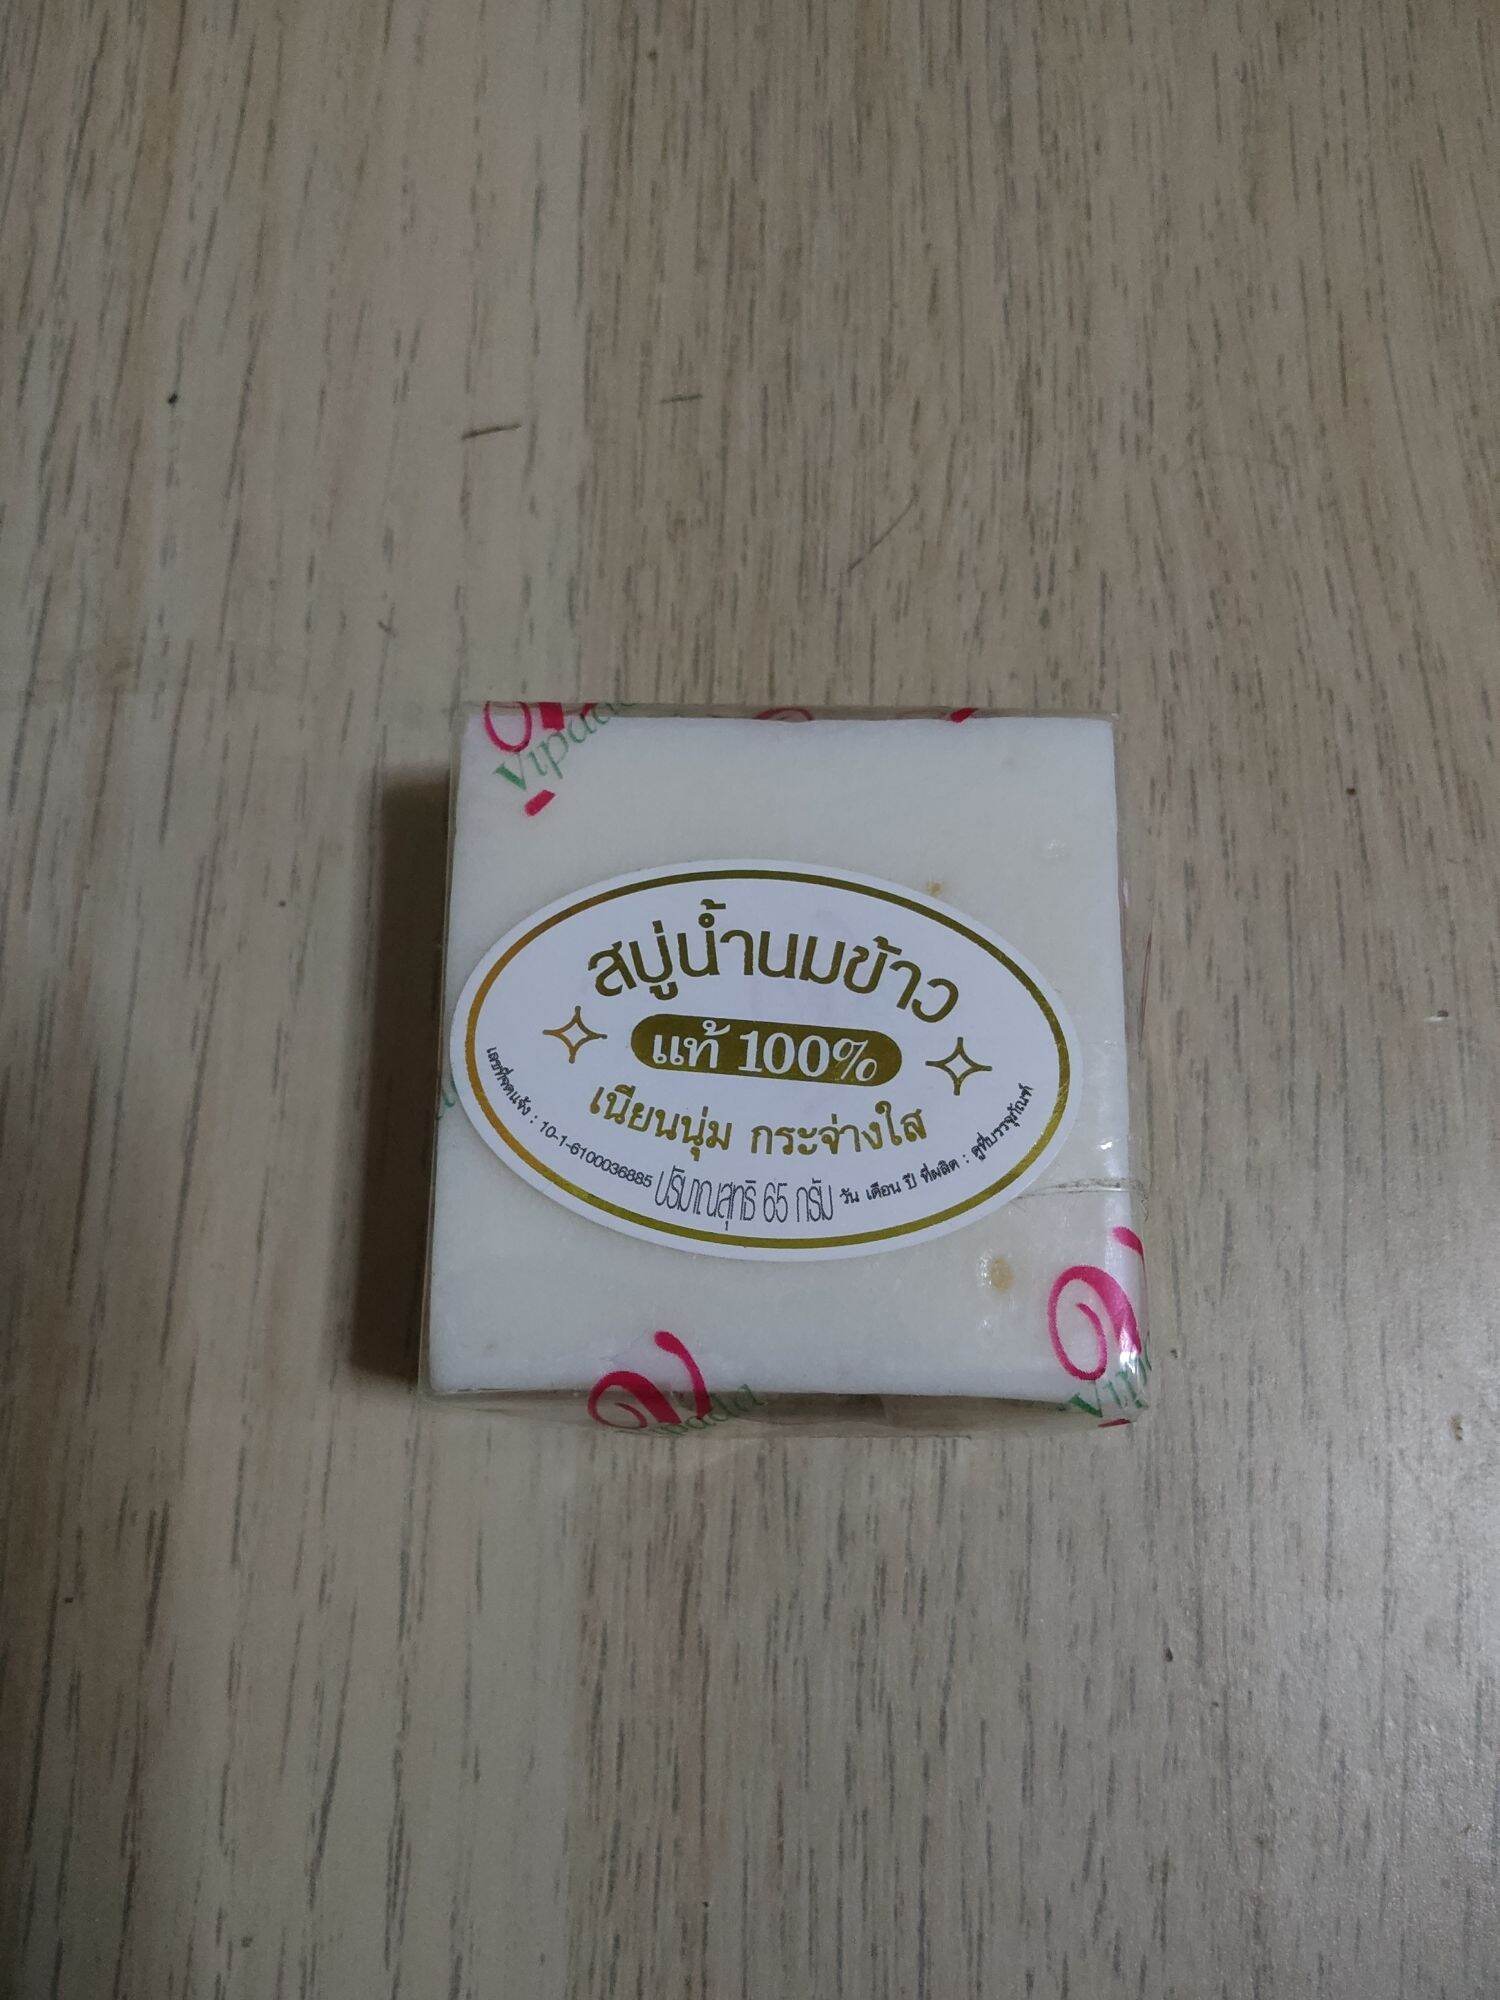 Vipada
สบู่น้ำนมข้าว
แท้ 100%
เนียนนุ่ม กระจ่างใส
เลขที่จดแจ้ง : 10-1-6100036885 ปริมาณสุทธิ 65 กรัม วัน เดือน ปี ที่ผลิต : ดูที่บรรจุภัณฑ์